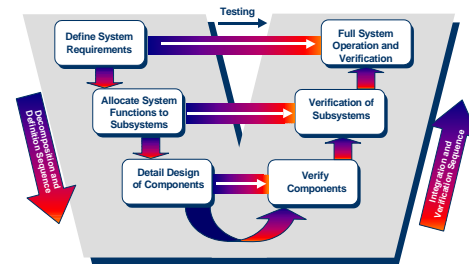 Testing
Define System
Requirements
Full System
Operation and
Verification
Allocate System
Functions to
Subsystems
Verification of
Subsystems
Detail Design
of Components
Verify
Components
Decomposition and
Definition Sequence
Integration and
Verification Sequence